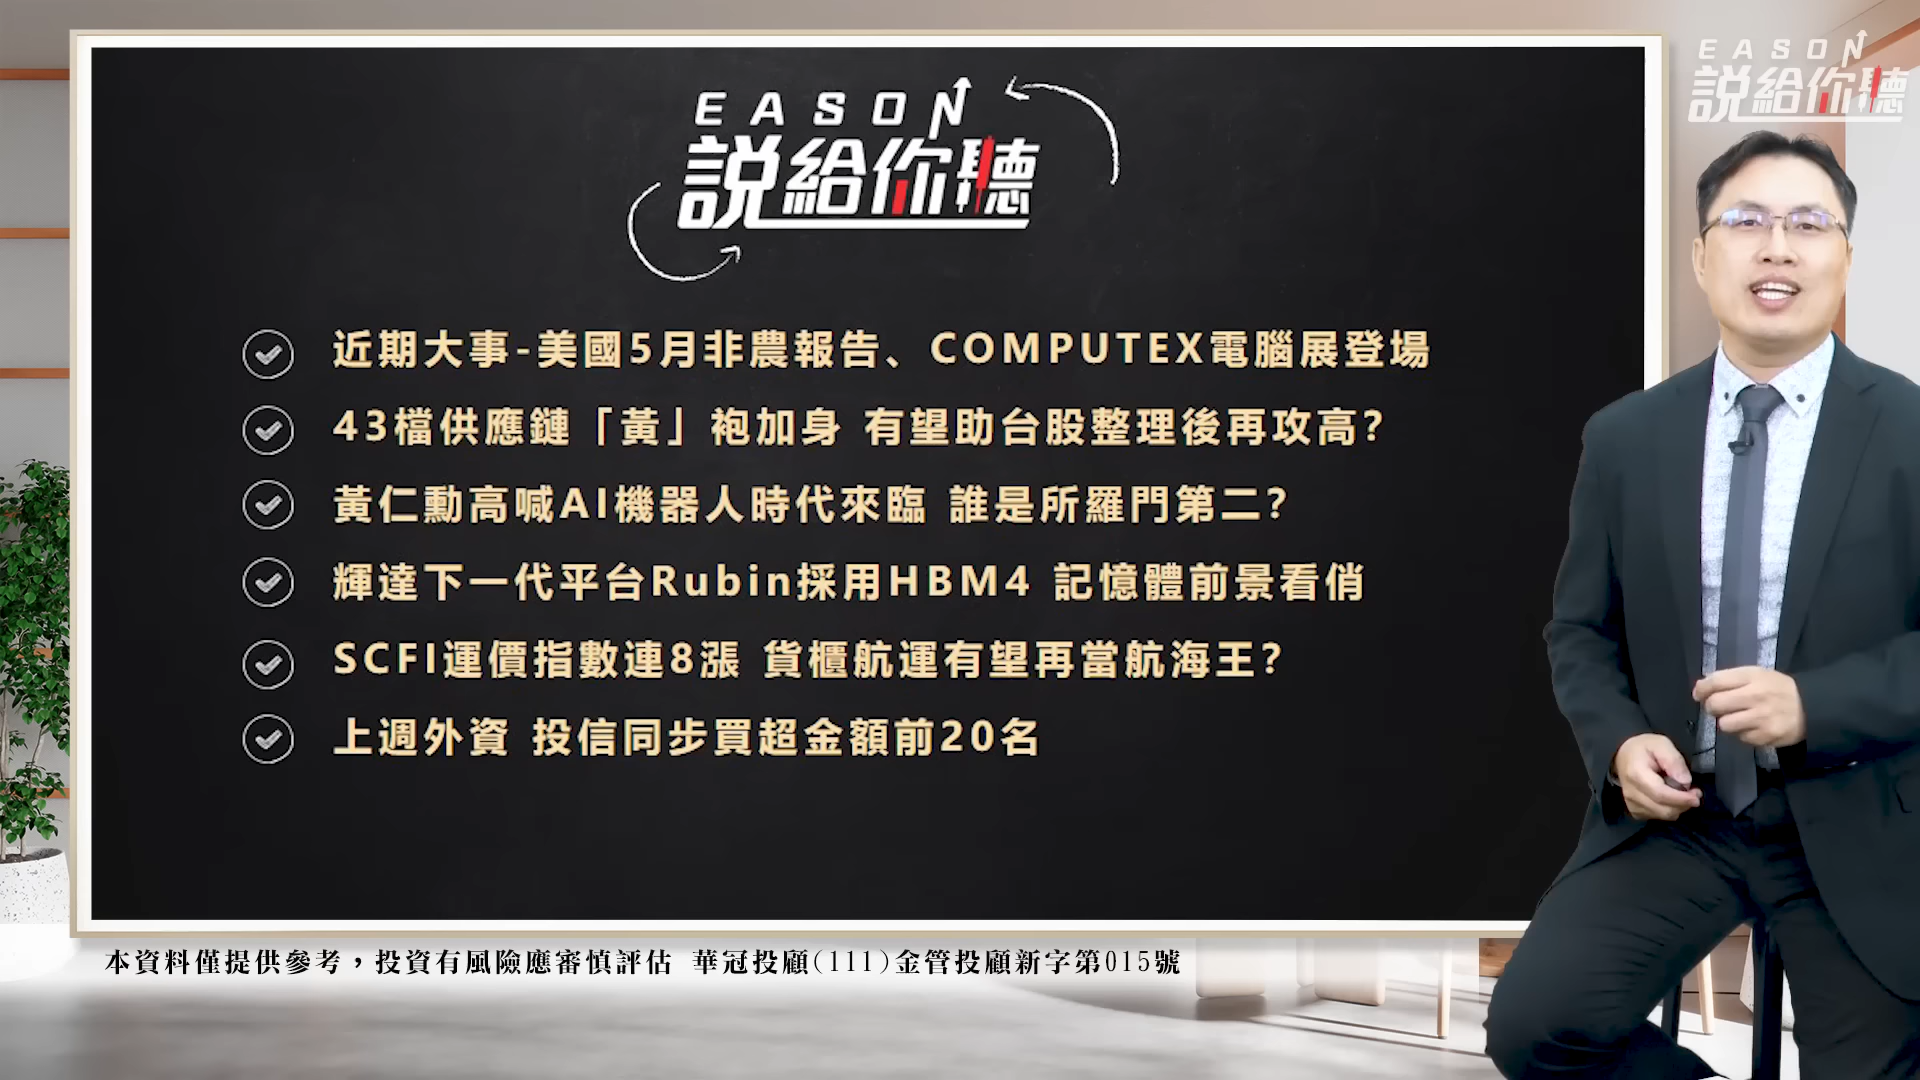 EASON
説給你聽
EASON
説給你聽
近期大事-美國5月非農報告、COMPUTEX電腦展登場
43檔供應鏈「黃」袍加身 有望助台股整理後再攻高?
黃仁勳高喊AI機器人時代來臨 誰是所羅門第二?
輝達下一代平台Rubin採用HBM4 記憶體前景看俏
SCFI運價指數連8漲 貨櫃航運有望再當航海王?
上週外資 投信同步買超金額前20名
本資料僅提供參考，投資有風險應審慎評估 華冠投顧(111)金管投顧新字第015號